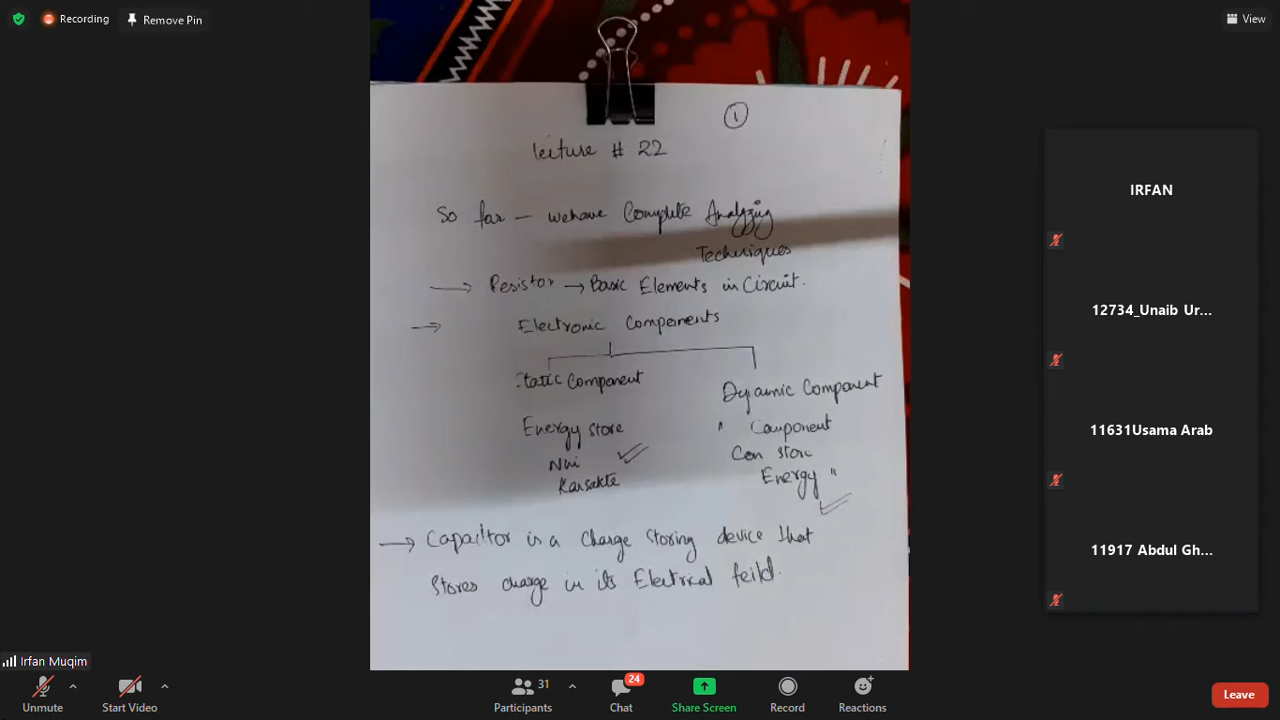 Recording
Remove Pin
View
1
Lecture # 22
So far — we have Complete Analyzing
Techniques
→ Resistor → Basic Elements in Circuit.
→ Electronic Components
Static Component
Dynamic Component
Energy store
Nhi
Karsakte
" Component
Can store
Energy "
→ Capacitor is a charge storing device that
stores charge in its Electrical feild.
IRFAN
12734_Unaib Ur...
11631Usama Arab
11917 Abdul Gh...
Irfan Muqim
Unmute
Start Video
31
Participants
24
Chat
Share Screen
Record
Reactions
Leave